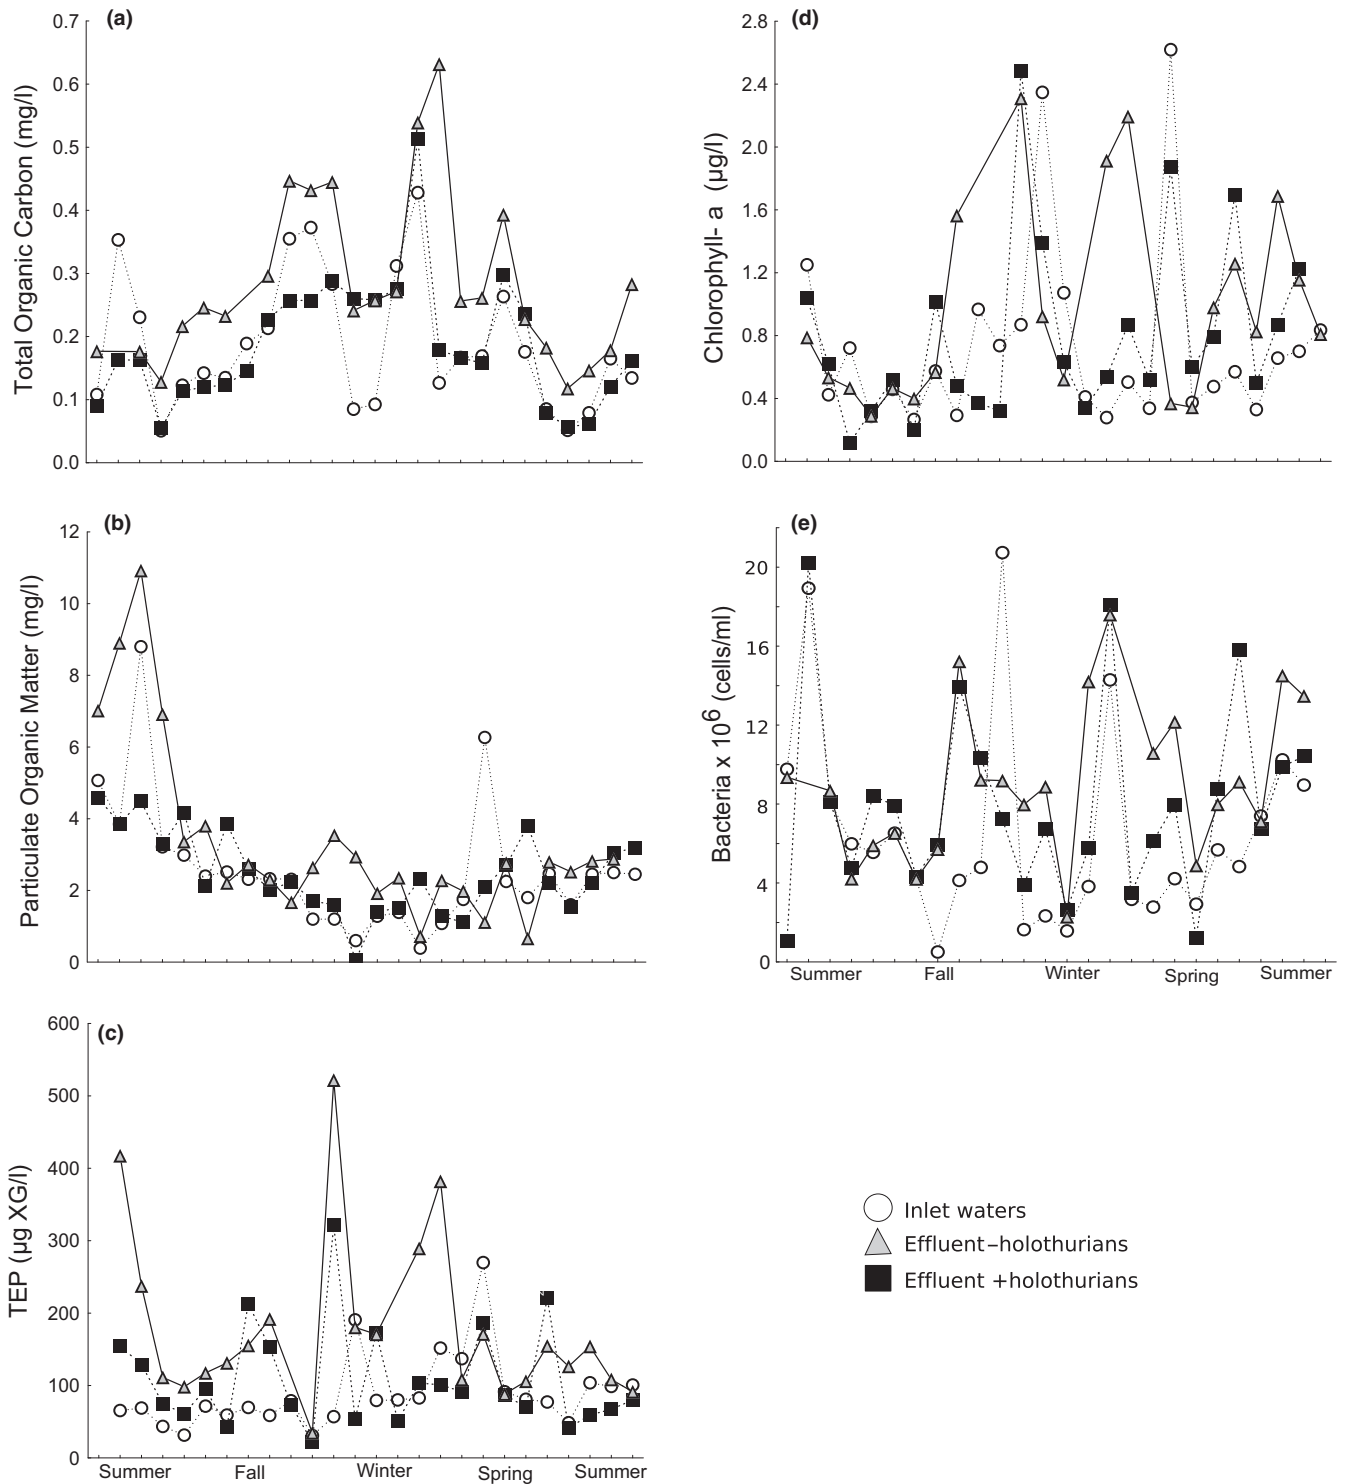 (a)
Total Organic Carbon (mg/l)
0.7
0.6
0.5
0.4
0.3
0.2
0.1
0.0
(b)
Particulate Organic Matter (mg/l)
12
10
8
6
4
2
0
(c)
TEP (µg XG/l)
600
500
400
300
200
100
0
Summer Fall Winter Spring Summer
(d)
Chlorophyll- a (µg/l)
2.8
2.4
2.0
1.6
1.2
0.8
0.4
0.0
(e)
Bacteria x 10⁶ (cells/ml)
20
16
12
8
4
0
Summer Fall Winter Spring Summer
Inlet waters
Effluent–holothurians
Effluent +holothurians